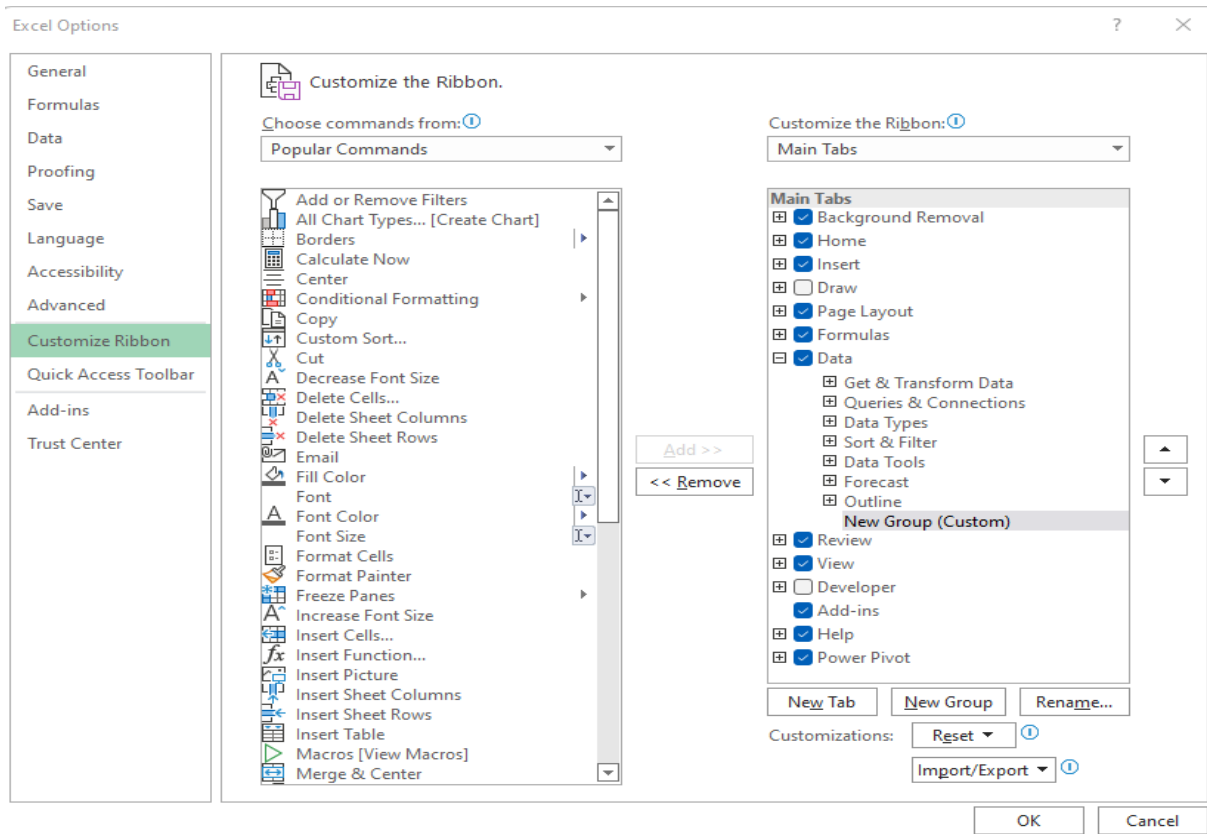 Excel Options
?
General
Formulas
Data
Proofing
Save
Language
Accessibility
Advanced
Customize Ribbon
Quick Access Toolbar
Add-ins
Trust Center
Customize the Ribbon.
Choose commands from:
Popular Commands
Add or Remove Filters
All Chart Types... [Create Chart]
Borders
Calculate Now
Center
Conditional Formatting
Copy
Custom Sort...
Cut
Decrease Font Size
Delete Cells...
Delete Sheet Columns
Delete Sheet Rows
Email
Fill Color
Font
Font Color
Font Size
Format Cells
Format Painter
Freeze Panes
Increase Font Size
Insert Cells...
Insert Function...
Insert Picture
Insert Sheet Columns
Insert Sheet Rows
Insert Table
Macros [View Macros]
Merge & Center
Add >>
<< Remove
Customize the Ribbon:
Main Tabs
Main Tabs
Background Removal
Home
Insert
Draw
Page Layout
Formulas
Data
Get & Transform Data
Queries & Connections
Data Types
Sort & Filter
Data Tools
Forecast
Outline
New Group (Custom)
Review
View
Developer
Add-ins
Help
Power Pivot
New Tab
New Group
Rename...
Customizations:
Reset
Import/Export
OK
Cancel